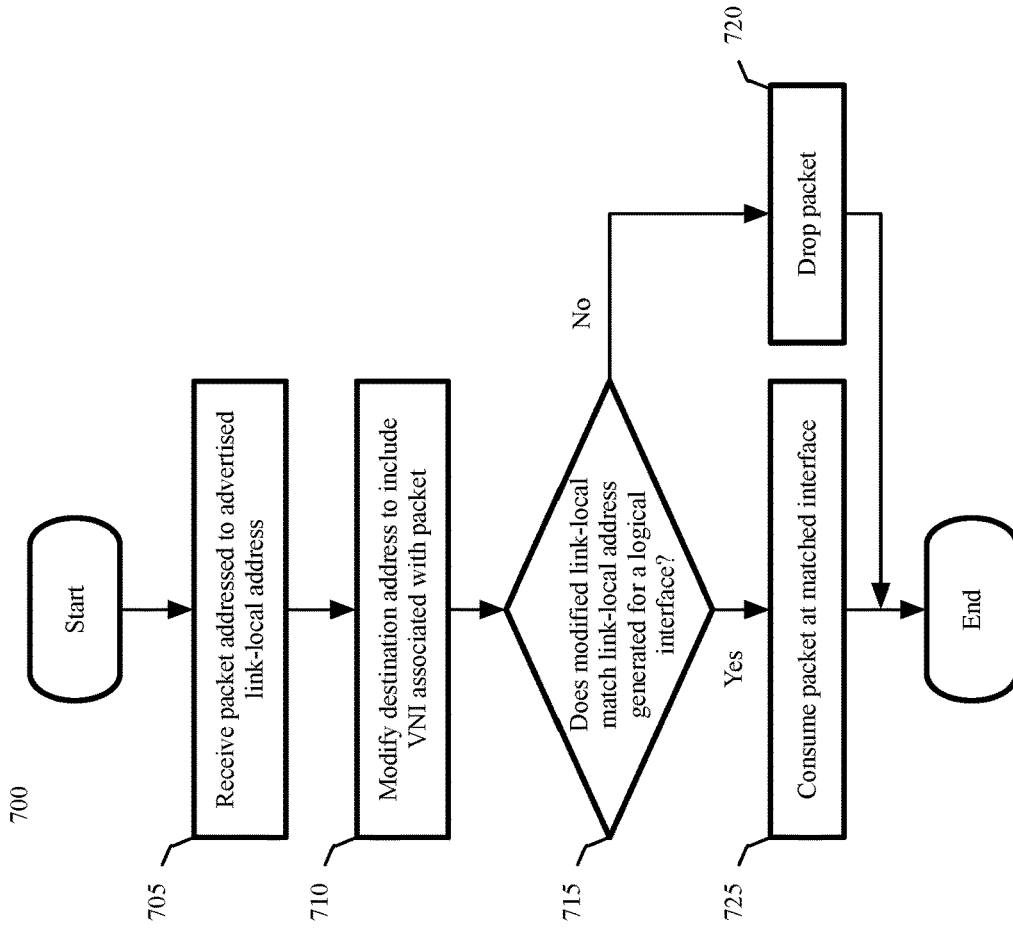 700
Start
705
Receive packet addressed to advertised
link-local address
710
Modify destination address to include
VNI associated with packet
715
Does modified link-local
match link-local address
generated for a logical
interface?
No
Yes
720
Drop packet
725
Consume packet at matched interface
End